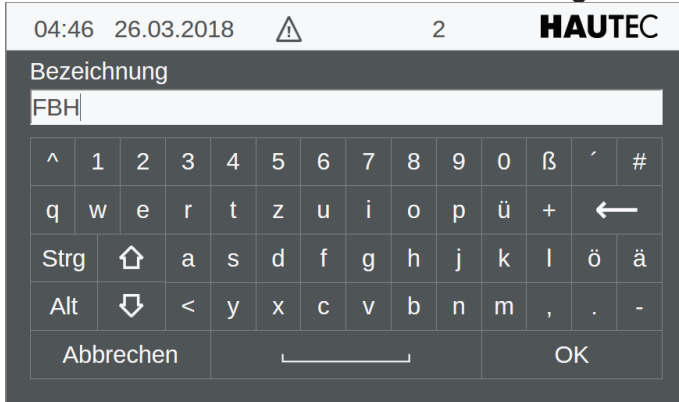 04:46 26.03.2018 2 HAUTEC
Bezeichnung
FBH
^ 1 2 3 4 5 6 7 8 9 0 ß ´ #
q w e r t z u i o p ü +
Strg a s d f g h j k l ö ä
Alt < y x c v b n m , . -
Abbrechen OK